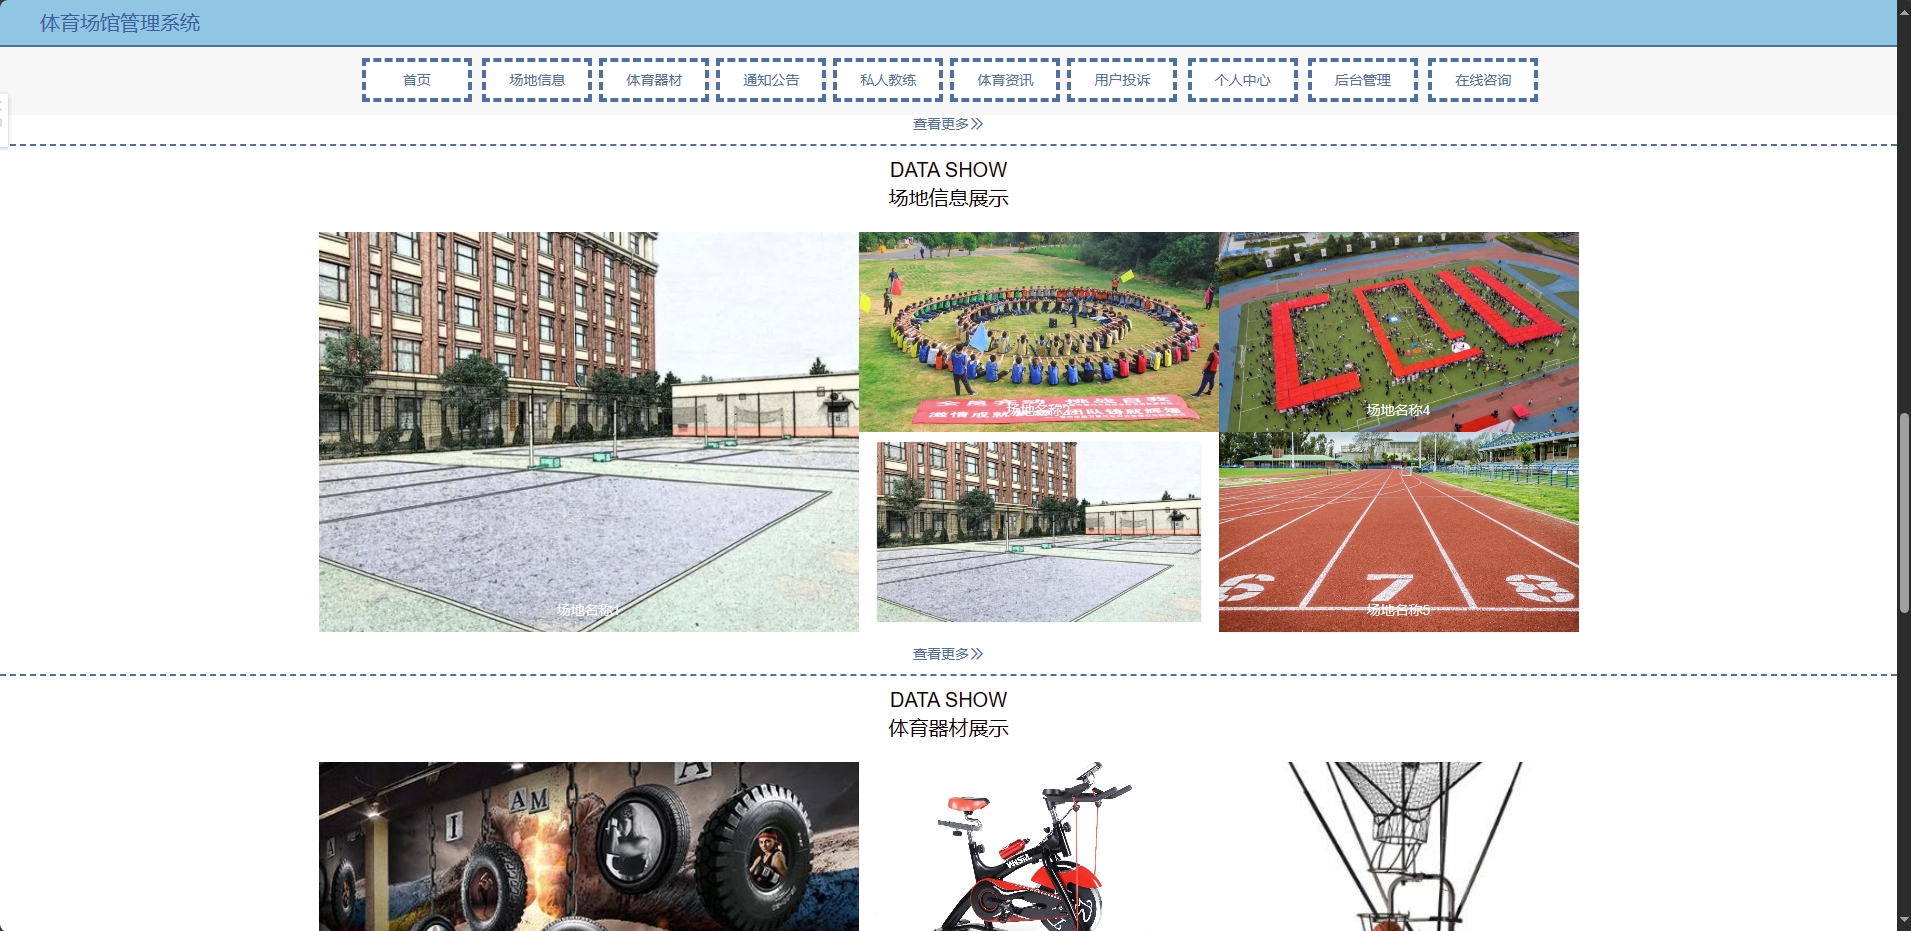 体育场馆管理系统
首页
场地信息
体育器材
通知公告
私人教练
体育资讯
用户投诉
个人中心
后台管理
在线咨询
查看更多
DATA SHOW
场地信息展示
场地名称4
场地名称1
6 7 8
场地名称5
查看更多
DATA SHOW
体育器材展示
A
I
AM
A